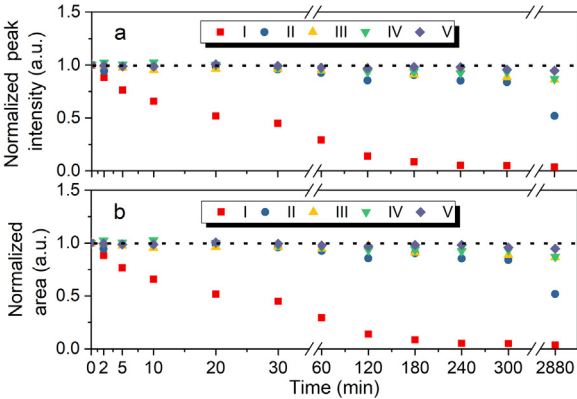 1.5
a
I II III IV V
1.0
0.5
0.0
Normalized peak
intensity (a.u.)
1.5
b
I II III IV V
1.0
0.5
0.0
Normalized
area (a.u.)
0 2 5 10 20 30 60 120 180 240 300 2880
Time (min)